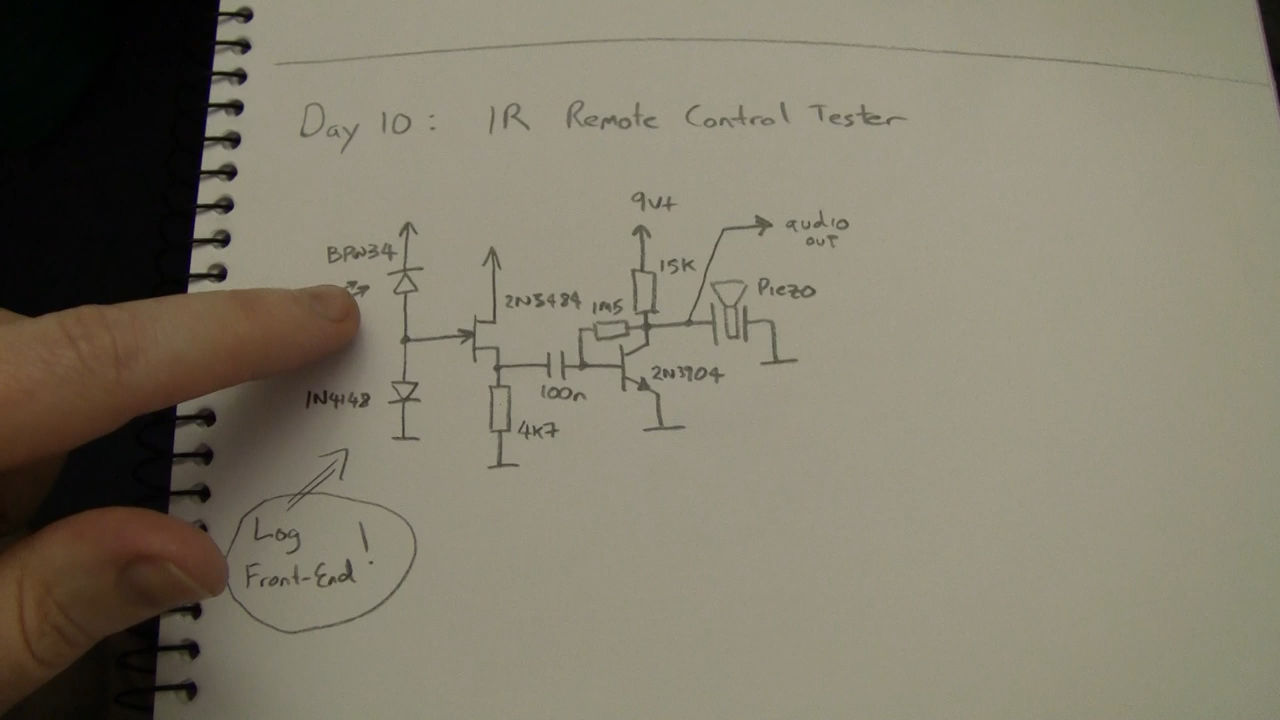 Day 10: IR Remote Control Tester
9V+
audio
OUT
BPW34
15K
Piezo
2N5484
1M5
2N3904
1N4148
100n
4K7
Log
Front-End!